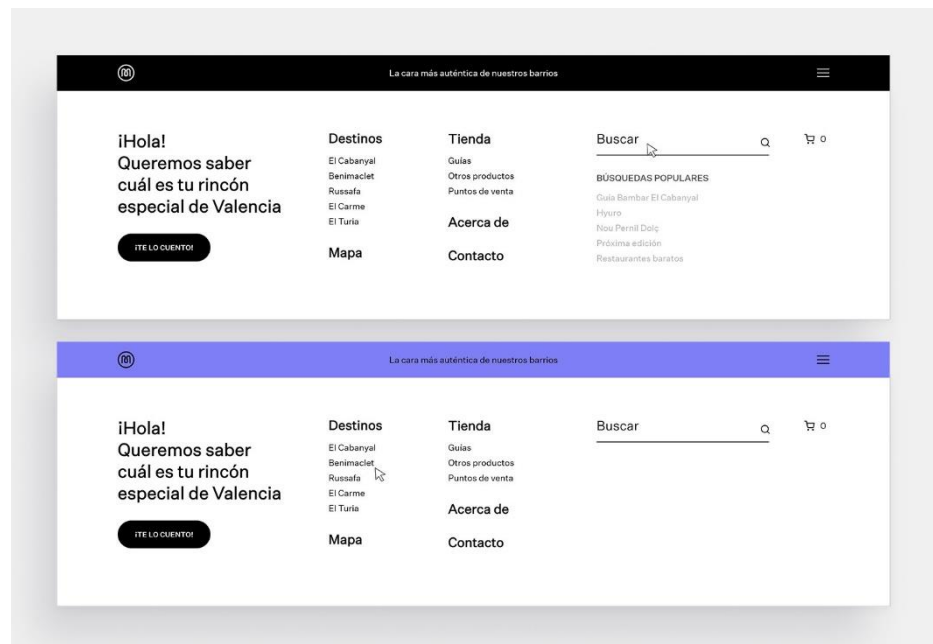 La cara más auténtica de nuestros barrios
¡Hola!
Queremos saber
cuál es tu rincón
especial de Valencia
¡TE LO CUENTO!
Destinos
El Cabanyal
Benimaclet
Russafa
El Carme
El Turia
Mapa
Tienda
Guías
Otros productos
Puntos de venta
Acerca de
Contacto
Buscar
BÚSQUEDAS POPULARES
Guia Bambar El Cabanyal
Hyuro
Nou Pernil Dolç
Próxima edición
Restaurantes baratos
0
La cara más auténtica de nuestros barrios
¡Hola!
Queremos saber
cuál es tu rincón
especial de Valencia
¡TE LO CUENTO!
Destinos
El Cabanyal
Benimaclet
Russafa
El Carme
El Turia
Mapa
Tienda
Guías
Otros productos
Puntos de venta
Acerca de
Contacto
Buscar
0